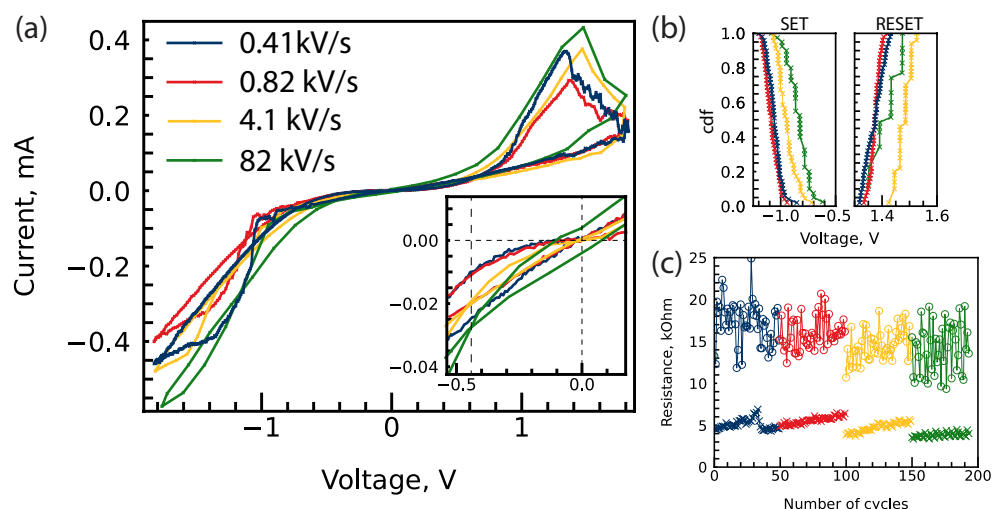 (a)
0.4
0.2
0.0
−0.2
−0.4
Current, mA
0.41kV/s
0.82 kV/s
4.1 kV/s
82 kV/s
0.00
−0.02
−0.04
−0.5
0.0
−1
0
1
Voltage, V
(b)
SET
RESET
1.0
0.8
0.6
0.4
0.2
0.0
cdf
−1.0
−0.5
1.4
1.6
Voltage, V
(c)
25
20
15
10
5
0
Resistance, kOhm
0
50
100
150
200
Number of cycles